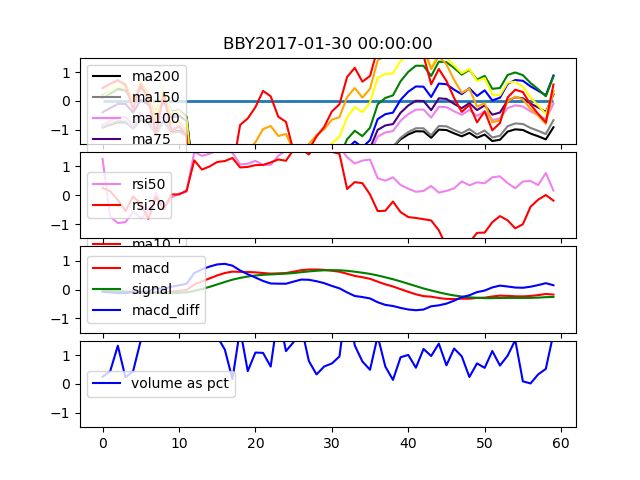 BBY2017-01-30 00:00:00
1
0
−1
ma200
ma150
ma100
ma75
1
0
−1
rsi50
rsi20
ma10
1
0
−1
macd
signal
macd_diff
1
0
−1
volume as pct
0 10 20 30 40 50 60